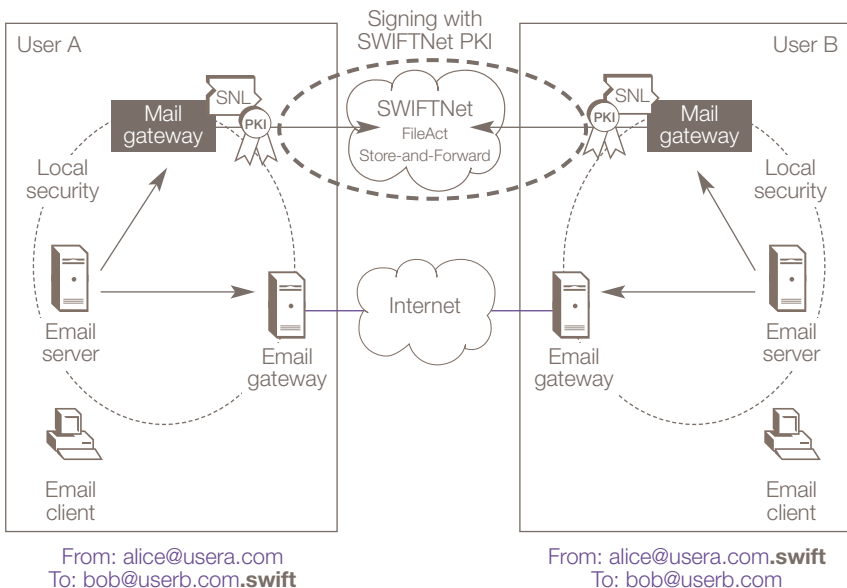 Signing with
SWIFTNet PKI
User A
User B
SNL
PKI
Mail
gateway
SWIFTNet
FileAct
Store-and-Forward
SNL
PKI
Mail
gateway
Local
security
Local
security
Email
server
Email
gateway
Internet
Email
gateway
Email
server
Email
client
Email
client
From: alice@usera.com
To: bob@userb.com.swift
From: alice@usera.com.swift
To: bob@userb.com